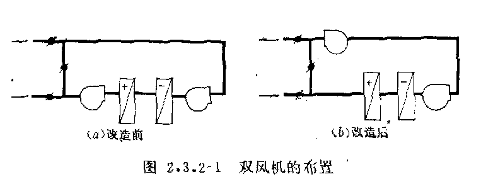 + −
+ −
(a)改造前
(b)改造后
图 2.3.2-1 双风机的布置